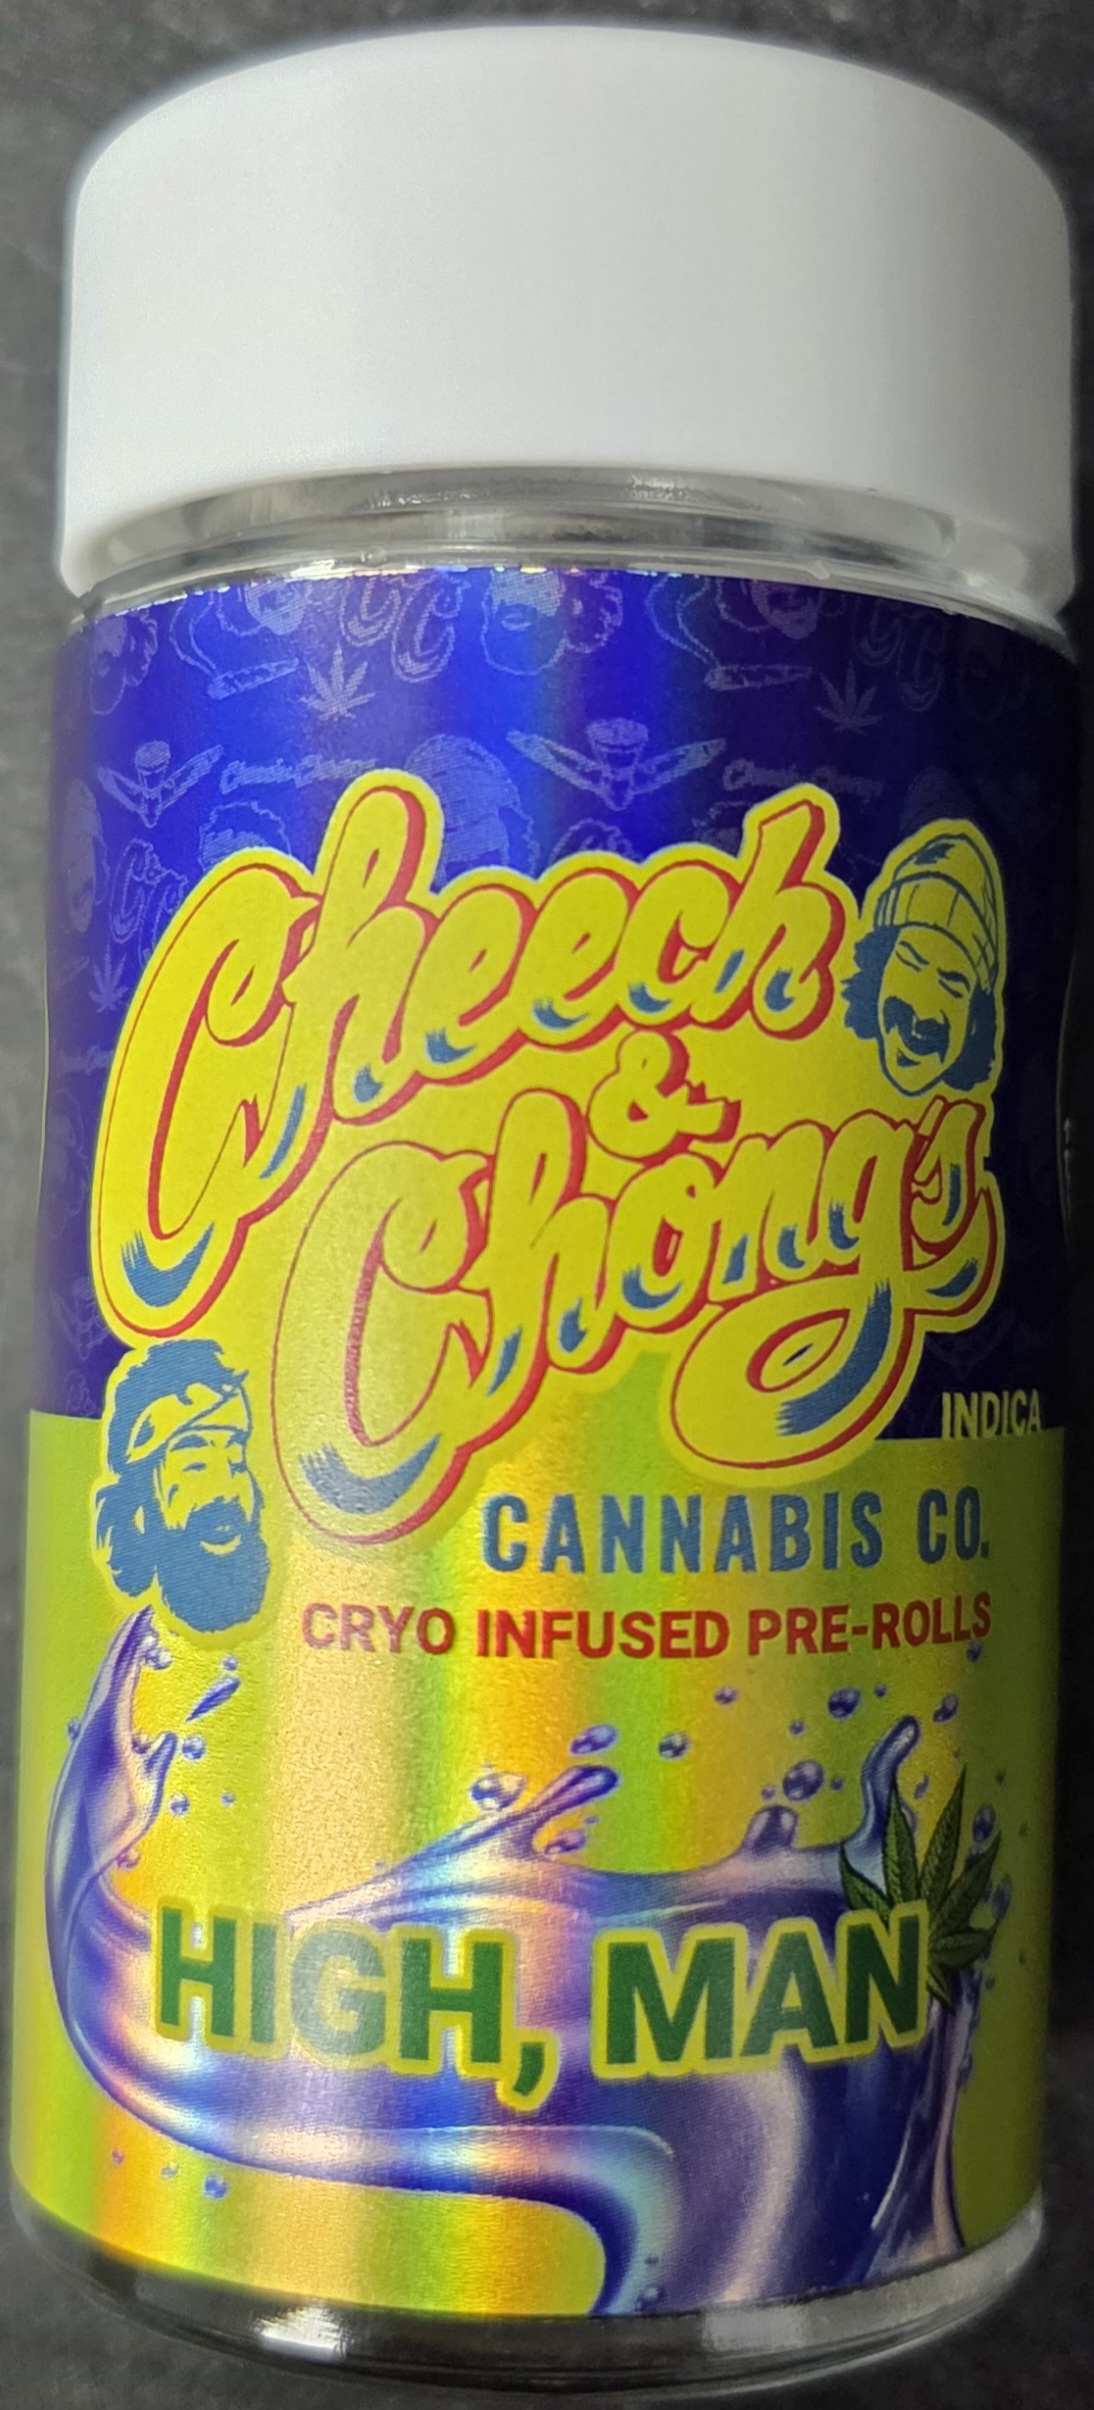 Cheech
&
Chong's
INDICA
CANNABIS CO.
CRYO INFUSED PRE-ROLLS
HIGH, MAN